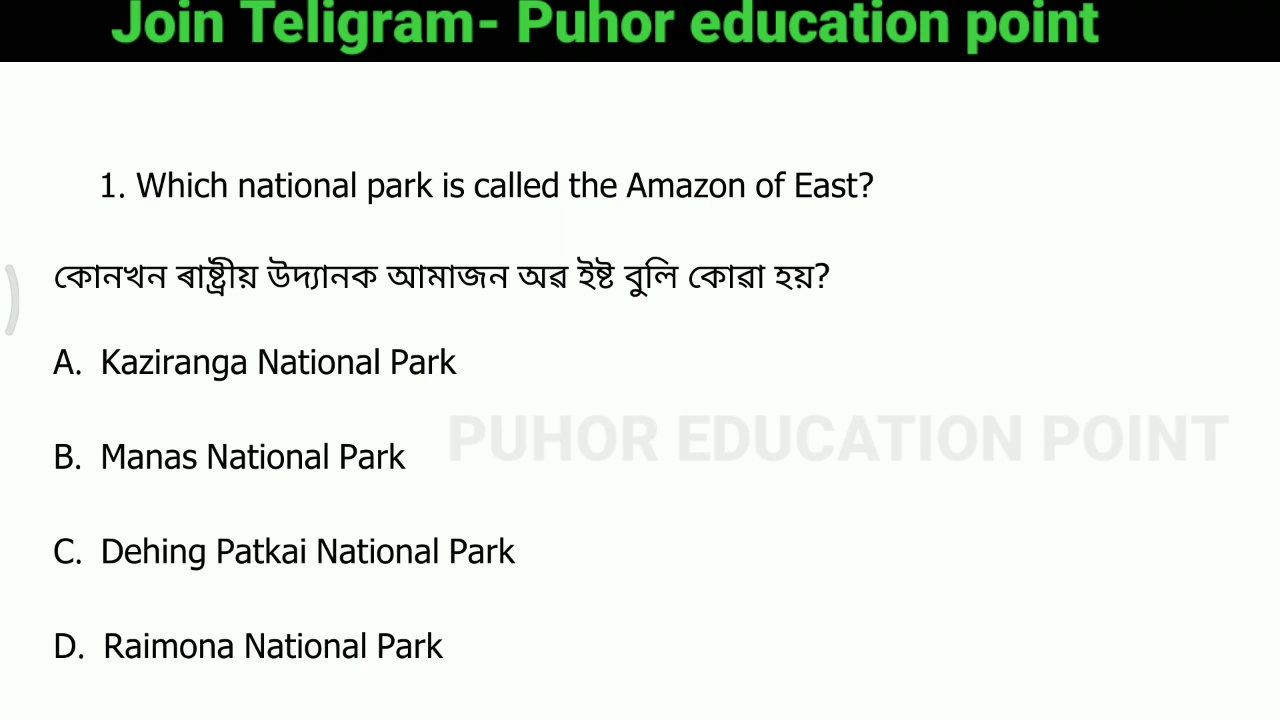 Join Teligram- Puhor education point
1. Which national park is called the Amazon of East?
কোনখন ৰাষ্ট্ৰীয় উদ্যানক আমাজন অৱ ইষ্ট বুলি কোৱা হয়?
A. Kaziranga National Park
PUHOR EDUCATION POINT
B. Manas National Park
C. Dehing Patkai National Park
D. Raimona National Park